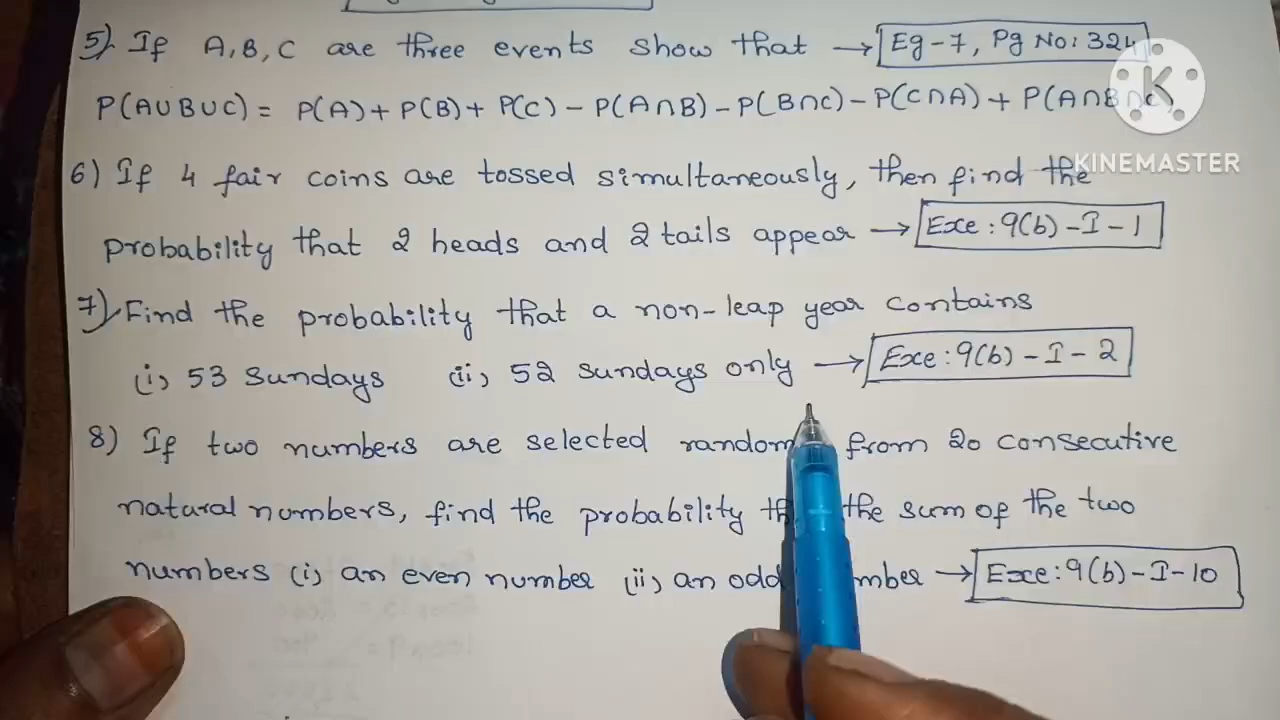 5) If A, B, C are three events show that → Eg-7, Pg No: 324
P(A∪B∪C) = P(A) + P(B) + P(C) - P(A∩B) - P(B∩C) - P(C∩A) + P(A∩B∩C
K
KINEMASTER
6) If 4 fair coins are tossed simultaneously, then find the
probability that 2 heads and 2 tails appear → Exe: 9(b)-I-1
7) Find the probability that a non-leap year contains
(i) 53 Sundays (ii) 52 Sundays only → Exe: 9(b)-I-2
8) If two numbers are selected random from 20 consecutive
natural numbers, find the probability the sum of the two
numbers (i) an even number (ii) an odd → Exe: 9(b)-I-10